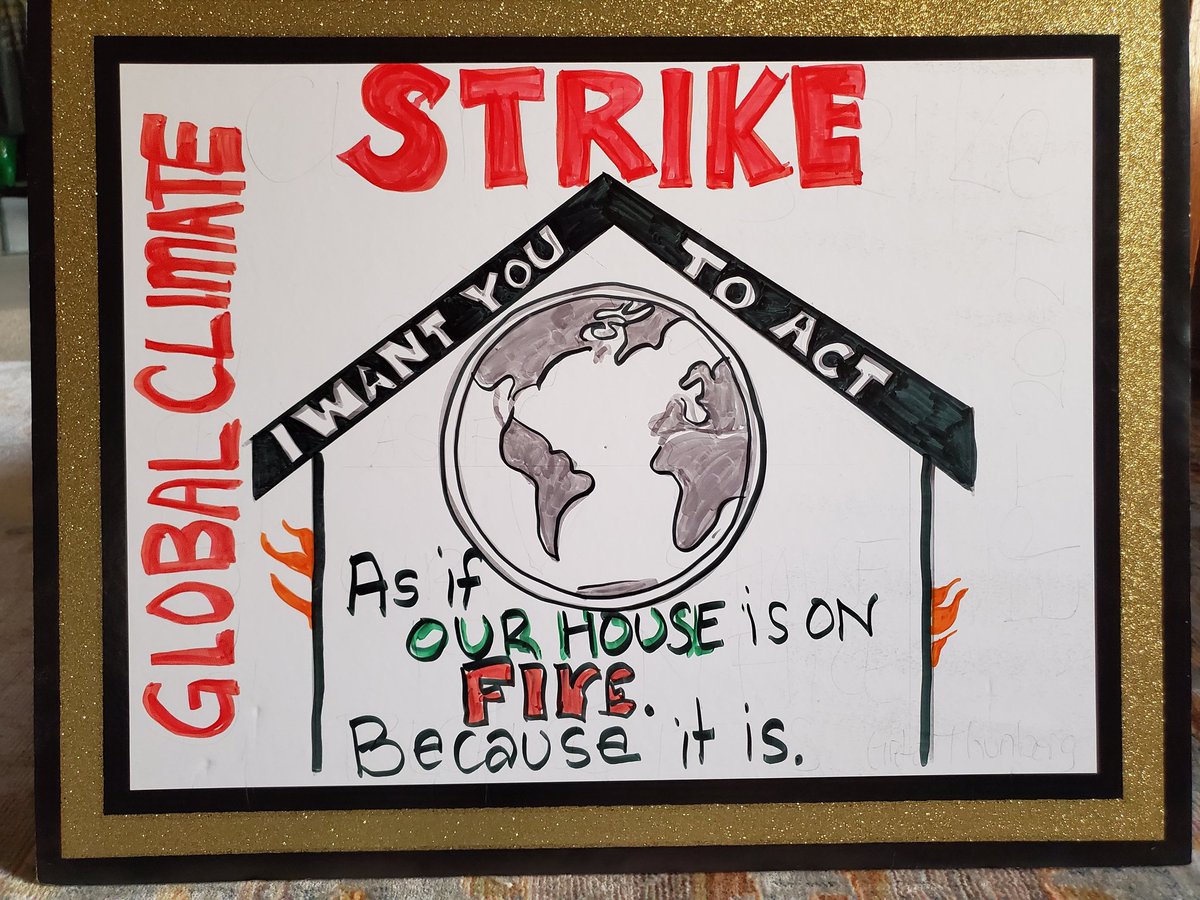 GLOBAL CLIMATE
STRIKE
I WANT YOU
TO ACT
As if
OUR HOUSE is ON
FIRE.
Because it is.